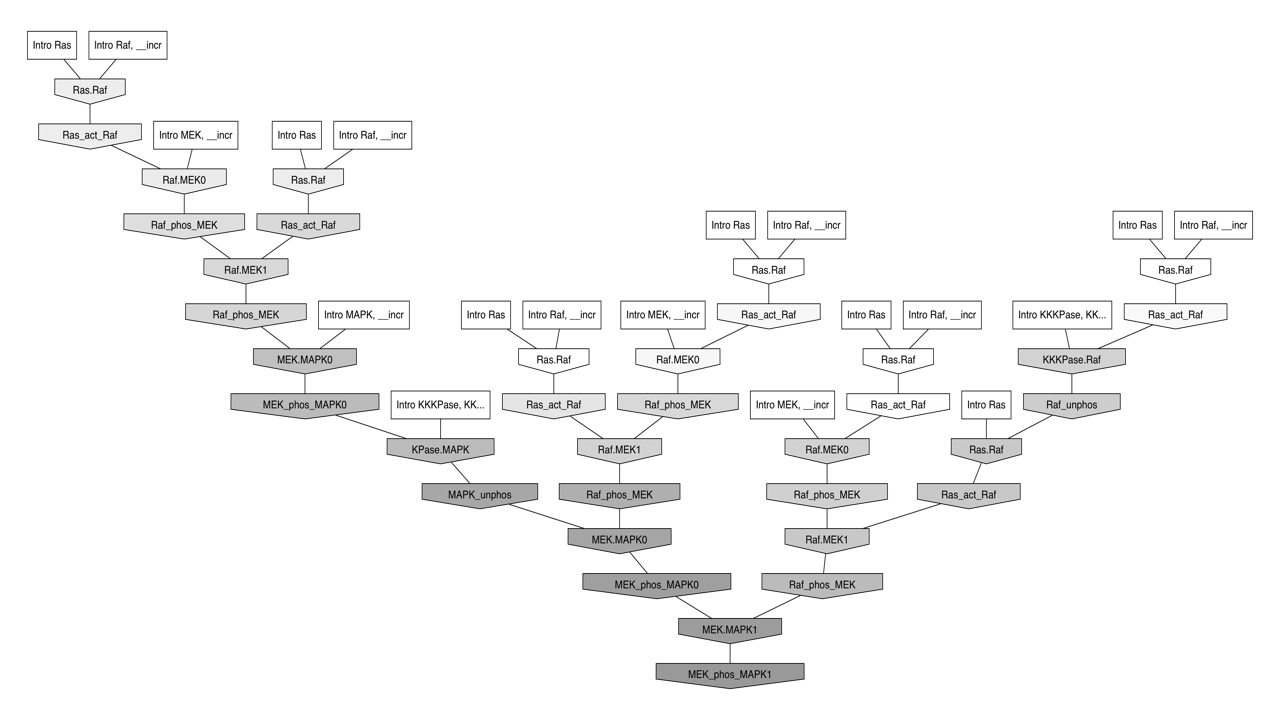 Intro Ras
Intro Raf, __incr
Ras.Raf
Ras_act_Raf
Intro MEK, __incr
Intro Ras
Intro Raf, __incr
Raf.MEK0
Ras.Raf
Raf_phos_MEK
Ras_act_Raf
Intro Ras
Intro Raf, __incr
Intro Ras
Intro Raf, __incr
Raf.MEK1
Ras.Raf
Ras.Raf
Raf_phos_MEK
Intro MAPK, __incr
Intro Ras
Intro Raf, __incr
Intro MEK, __incr
Ras_act_Raf
Intro Ras
Intro Raf, __incr
Intro KKKPase, KK...
Ras_act_Raf
MEK.MAPK0
Ras.Raf
Raf.MEK0
Ras.Raf
KKKPase.Raf
MEK_phos_MAPK0
Intro KKKPase, KK...
Ras_act_Raf
Raf_phos_MEK
Intro MEK, __incr
Ras_act_Raf
Intro Ras
Raf_unphos
KPase.MAPK
Raf.MEK1
Raf.MEK0
Ras.Raf
MAPK_unphos
Raf_phos_MEK
Raf_phos_MEK
Ras_act_Raf
MEK.MAPK0
Raf.MEK1
MEK_phos_MAPK0
Raf_phos_MEK
MEK.MAPK1
MEK_phos_MAPK1